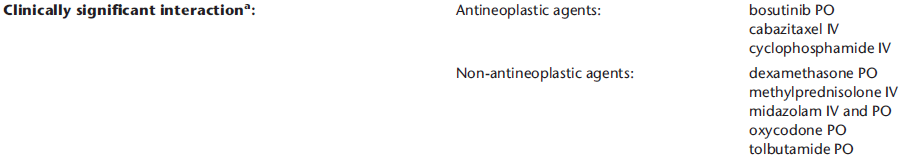 Clinically significant interactionᵃ: Antineoplastic agents: bosutinib PO
cabazitaxel IV
cyclophosphamide IV
Non-antineoplastic agents: dexamethasone PO
methylprednisolone IV
midazolam IV and PO
oxycodone PO
tolbutamide PO